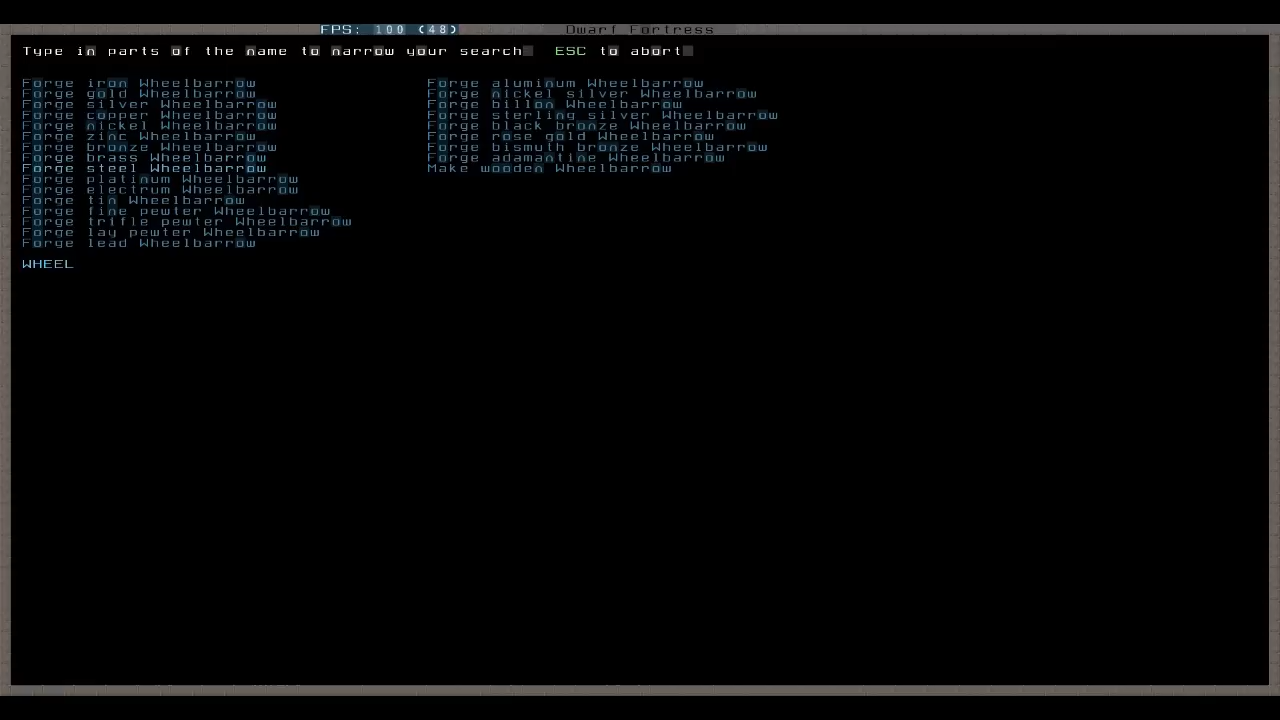 FPS: 100 (48) Dwarf Fortress
Type in parts of the name to narrow your search. ESC to abort.
Forge iron Wheelbarrow
Forge gold Wheelbarrow
Forge silver Wheelbarrow
Forge copper Wheelbarrow
Forge nickel Wheelbarrow
Forge zinc Wheelbarrow
Forge bronze Wheelbarrow
Forge brass Wheelbarrow
Forge steel Wheelbarrow
Forge platinum Wheelbarrow
Forge electrum Wheelbarrow
Forge tin Wheelbarrow
Forge fine pewter Wheelbarrow
Forge trifle pewter Wheelbarrow
Forge lay pewter Wheelbarrow
Forge lead Wheelbarrow
Forge aluminum Wheelbarrow
Forge nickel silver Wheelbarrow
Forge billon Wheelbarrow
Forge sterling silver Wheelbarrow
Forge black bronze Wheelbarrow
Forge rose gold Wheelbarrow
Forge bismuth bronze Wheelbarrow
Forge adamantine Wheelbarrow
Make wooden Wheelbarrow
WHEEL